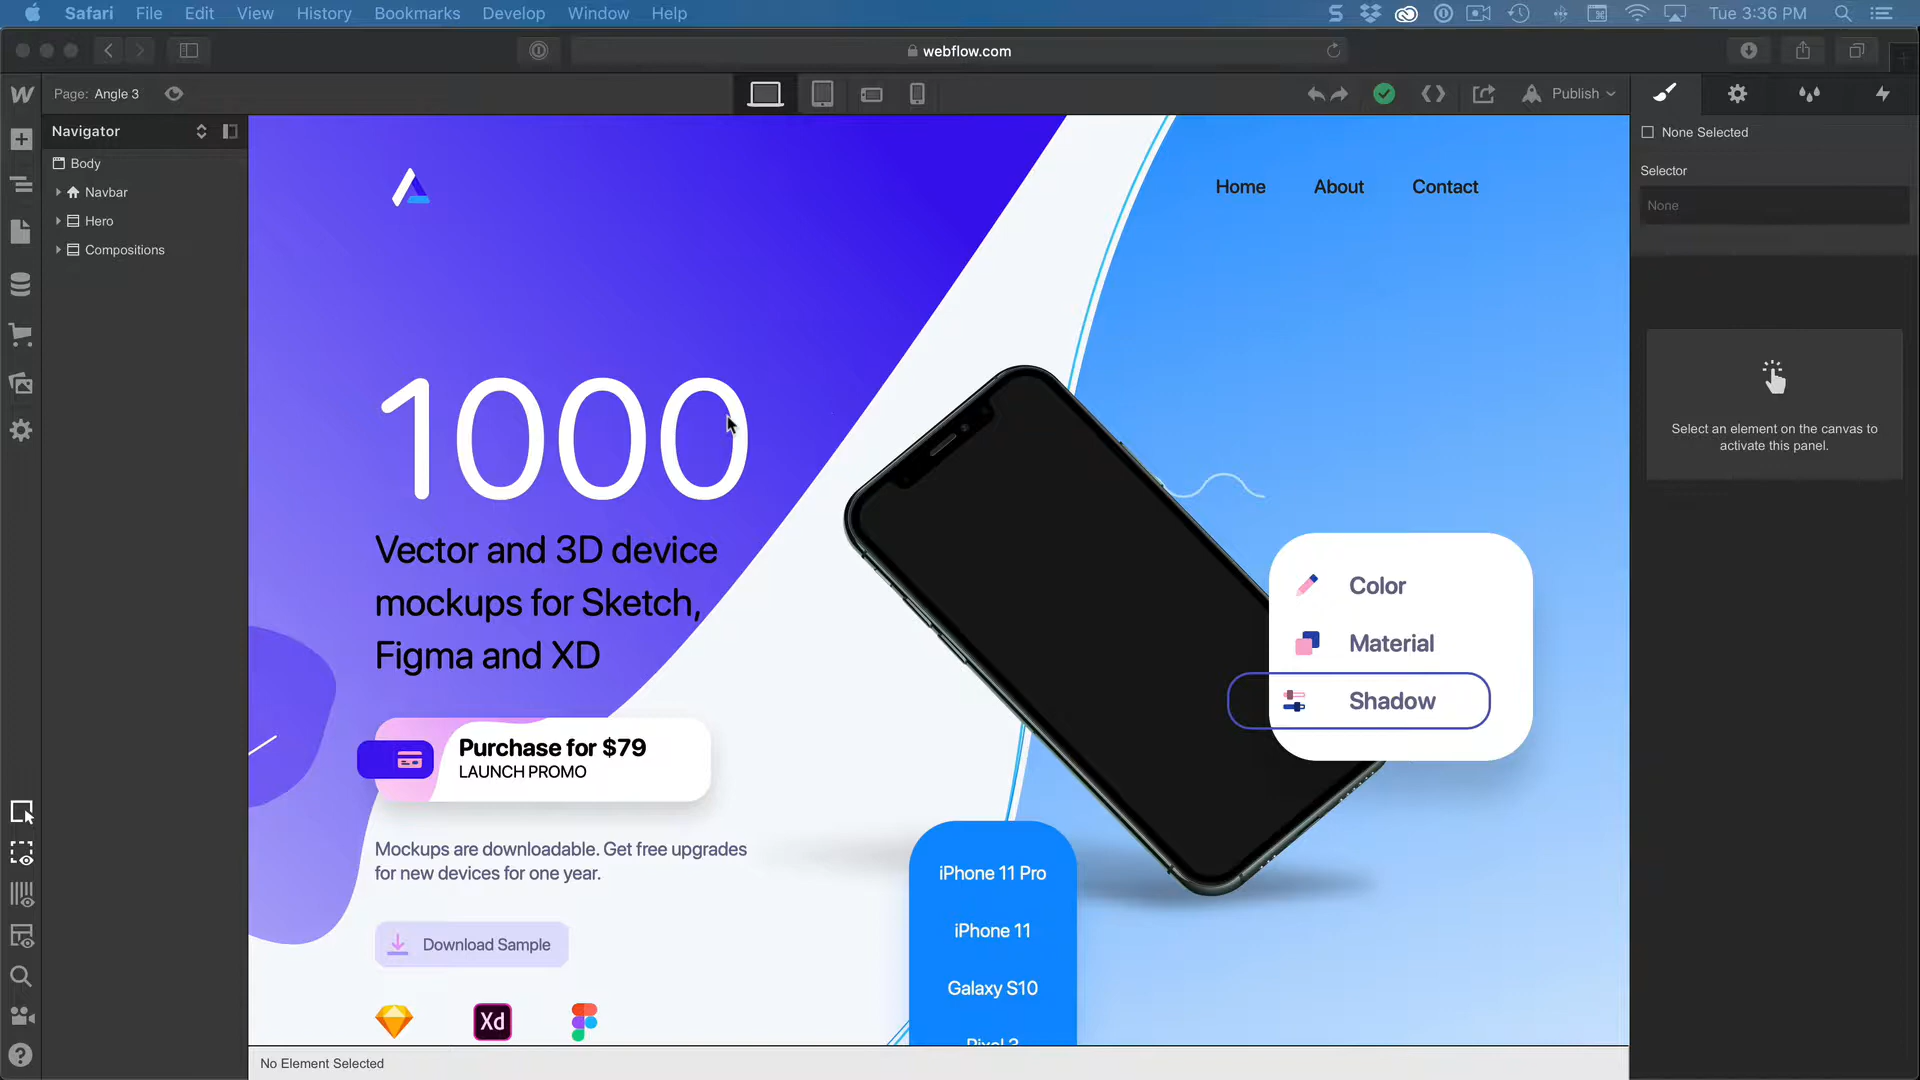 Safari File Edit View History Bookmarks Develop Window Help Tue 3:36 PM
webflow.com
Page: Angle 3
Publish
Navigator
Body
Navbar
Hero
Compositions
None Selected
Selector
None
Select an element on the canvas to
activate this panel.
Home About Contact
1000
Vector and 3D device
mockups for Sketch,
Figma and XD
Purchase for $79
LAUNCH PROMO
Mockups are downloadable. Get free upgrades
for new devices for one year.
Download Sample
Xd
Color
Material
Shadow
iPhone 11 Pro
iPhone 11
Galaxy S10
Pixel 3
No Element Selected